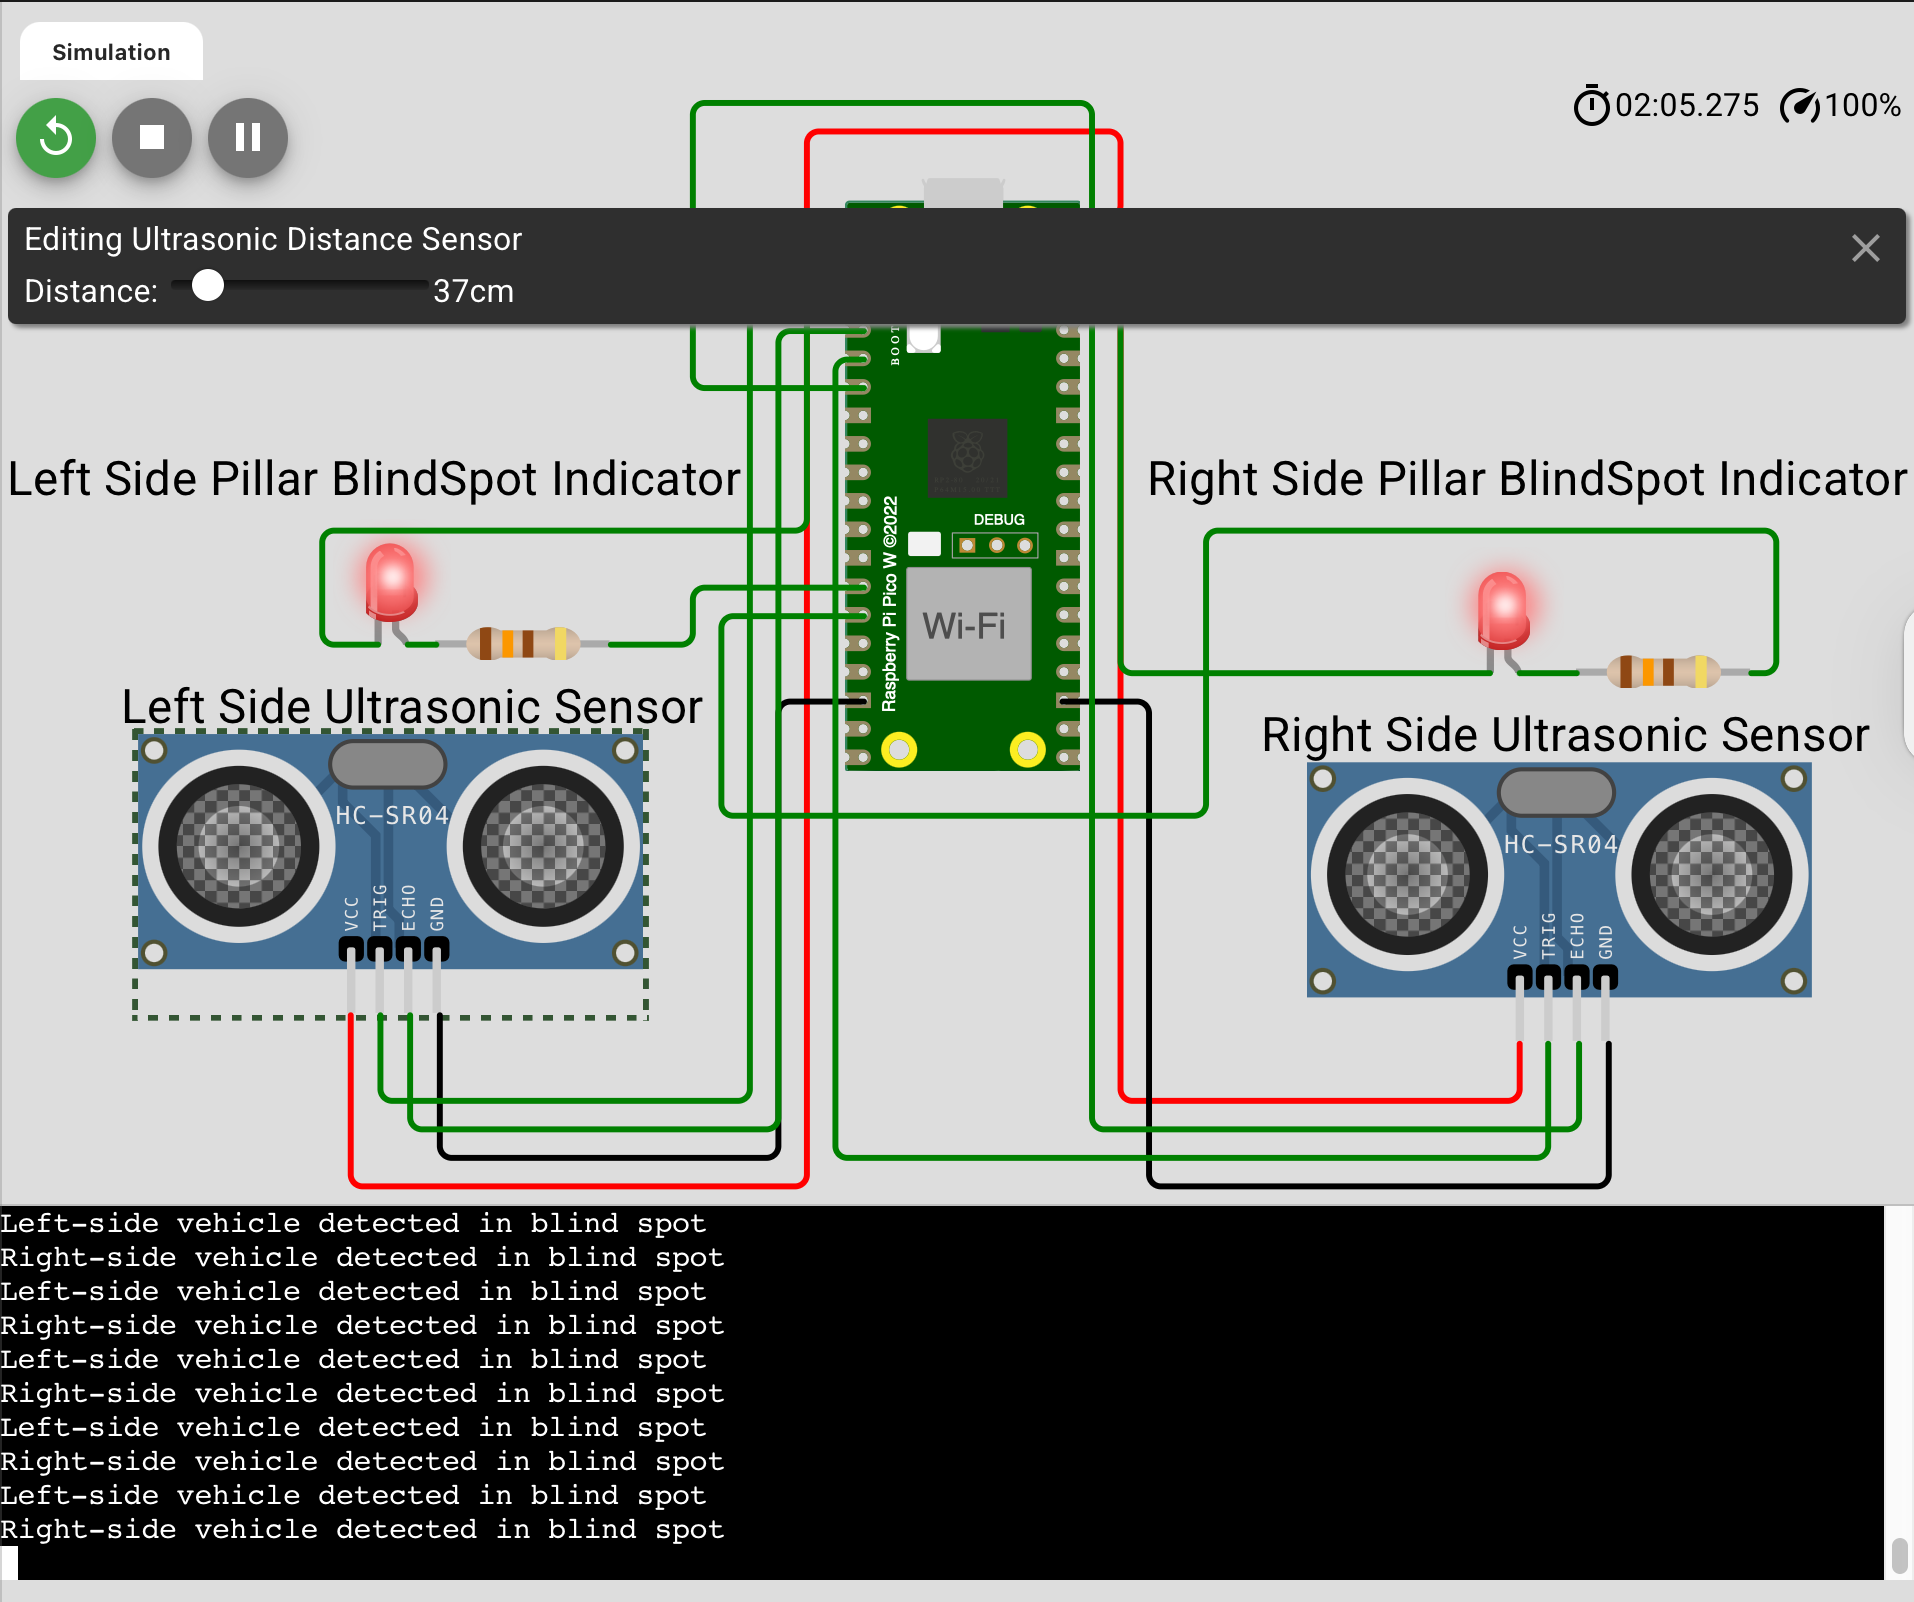 Simulation
02:05.275 100%
Editing Ultrasonic Distance Sensor
Distance: 37cm
BOOT
Left Side Pillar BlindSpot Indicator
Right Side Pillar BlindSpot Indicator
DEBUG
Raspberry Pi Pico W ©2022
Wi-Fi
Left Side Ultrasonic Sensor
Right Side Ultrasonic Sensor
HC-SR04
VCC
TRIG
ECHO
GND
HC-SR04
VCC
TRIG
ECHO
GND
Left-side vehicle detected in blind spot
Right-side vehicle detected in blind spot
Left-side vehicle detected in blind spot
Right-side vehicle detected in blind spot
Left-side vehicle detected in blind spot
Right-side vehicle detected in blind spot
Left-side vehicle detected in blind spot
Right-side vehicle detected in blind spot
Left-side vehicle detected in blind spot
Right-side vehicle detected in blind spot